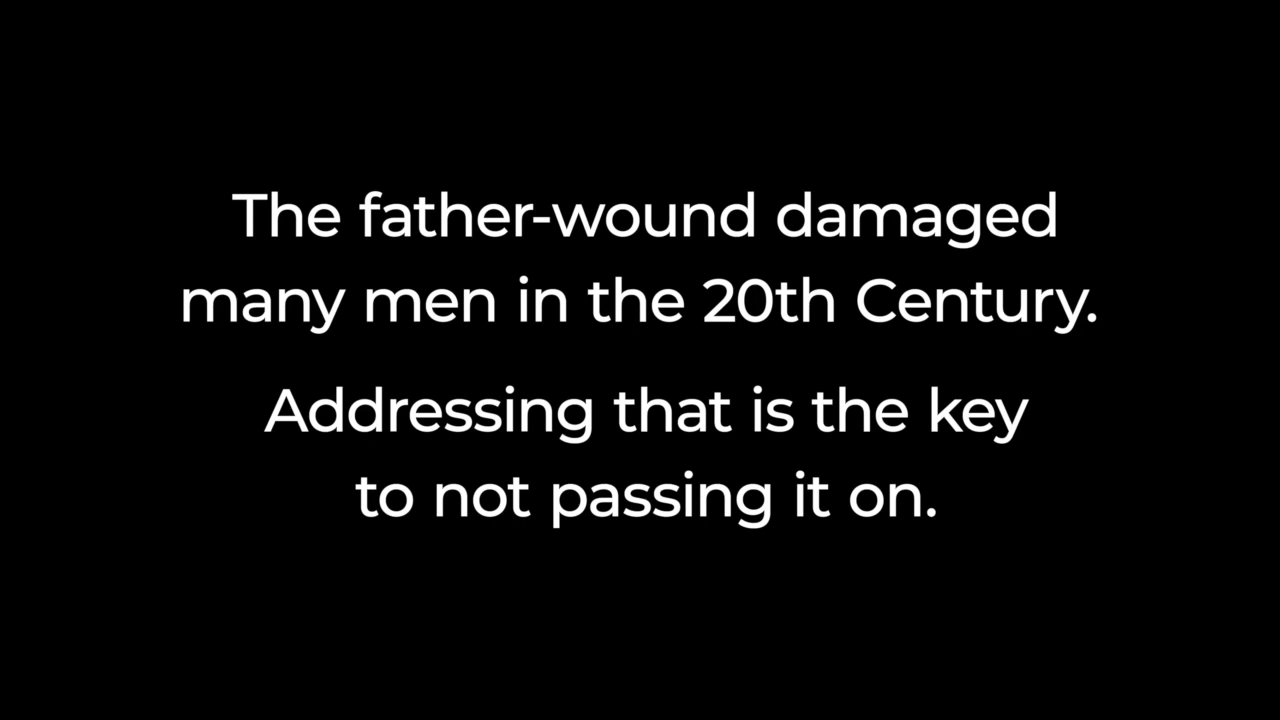 The father-wound damaged
many men in the 20th Century.
Addressing that is the key
to not passing it on.